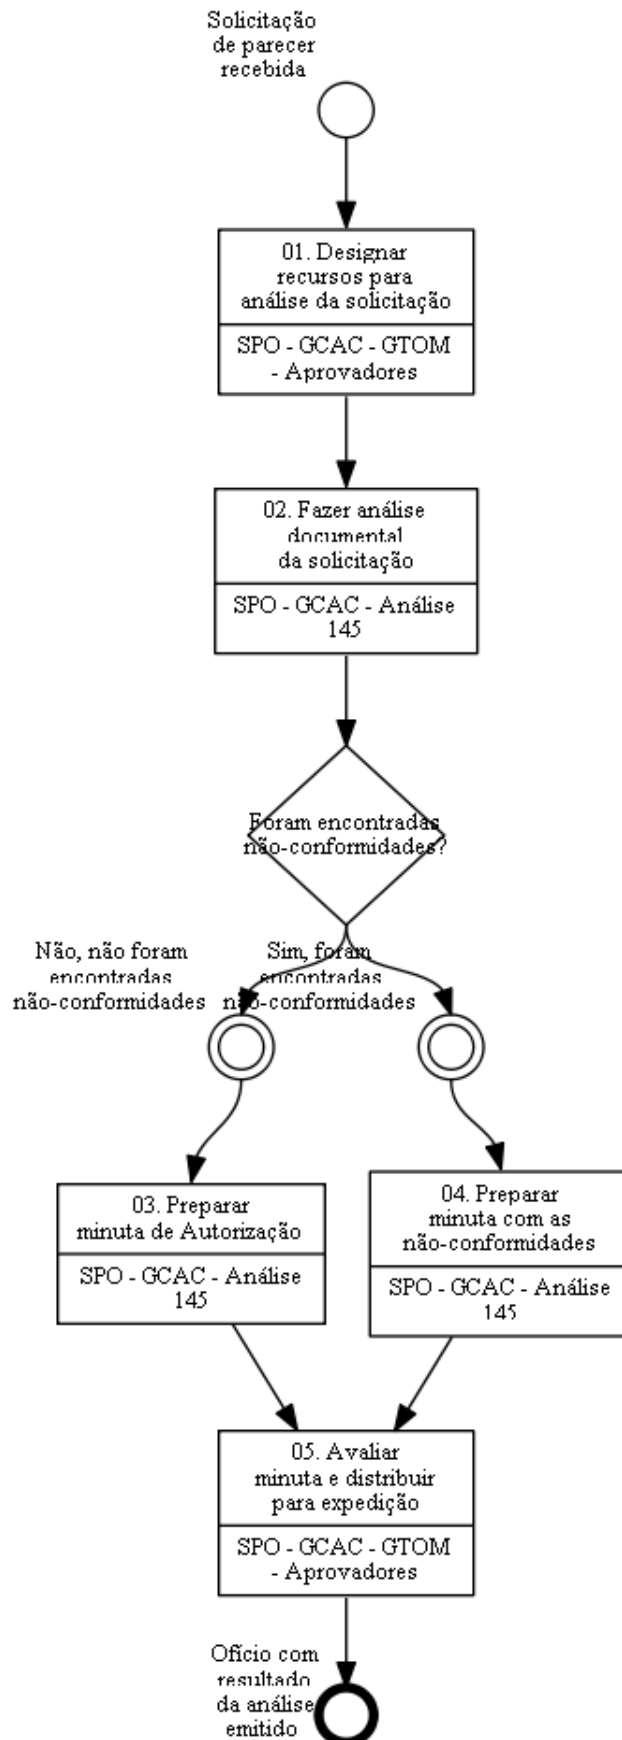 Solicitação
de parecer
recebida
01. Designar
recursos para
análise da solicitação
SPO - GCAC - GTOM
- Aprovadores
02. Fazer análise
documental
da solicitação
SPO - GCAC - Análise
145
Foram encontradas
não-conformidades?
Não, não foram
encontradas
não-conformidades
Sim, foram
encontradas
não-conformidades
03. Preparar
minuta de Autorização
SPO - GCAC - Análise
145
04. Preparar
minuta com as
não-conformidades
SPO - GCAC - Análise
145
05. Avaliar
minuta e distribuir
para expedição
SPO - GCAC - GTOM
- Aprovadores
Ofício com
resultado
da análise
emitido